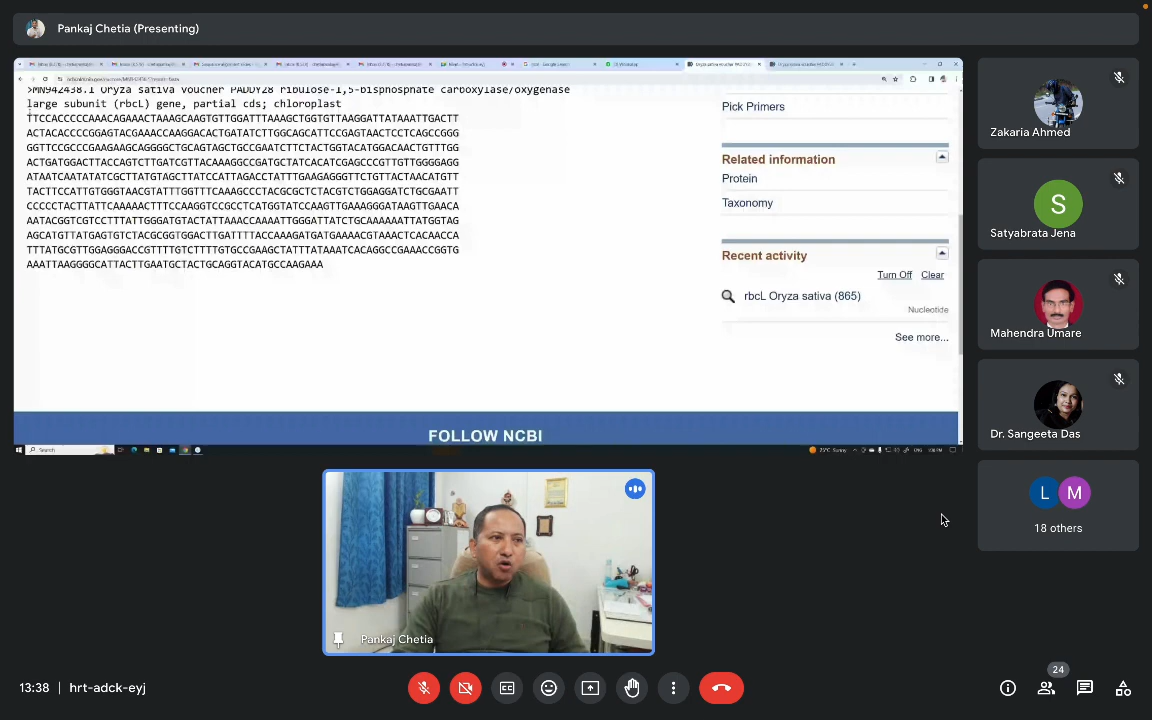 Pankaj Chetia (Presenting)
>MN942438.1 Oryza sativa voucher PADDY28 ribulose-1,5-bisphosphate carboxylase/oxygenase
large subunit (rbcL) gene, partial cds; chloroplast
TTCCACCCCCAAACAGAAACTAAAGCAAGTGTTGGATTTAAAGCTGGTGTTAAGGATTATAAATTGACTT
ACTACACCCCGGAGTACGAAACCAAGGACACTGATATCTTGGCAGCATTCCGAGTAACTCCTCAGCCGGG
GGTTCCGCCCGAAGAAGCAGGGGCTGCAGTAGCTGCCGAATCTTCTACTGGTACATGGACAACTGTTTGG
ACTGATGGACTTACCAGTCTTGATCGTTACAAAGGCCGATGCTATCACATCGAGCCCGTTGTTGGGGAGG
ATAATCAATATATCGCTTATGTAGCTTATCCATTAGACCTATTTGAAGAGGGTTCTGTTACTAACATGTT
TACTTCCATTGTGGGTAACGTATTTGGTTTCAAAGCCCTACGCGCTCTACGTCTGGAGGATCTGCGAATT
CCCCCTACTTATTCAAAAACTTTCCAAGGTCCGCCTCATGGTATCCAAGTTGAAAGGGATAAGTTGAACA
AATACGGTCGTCCTTTATTGGGATGTACTATTAAACCAAAATTGGGATTATCTGCAAAAAATTATGGTAG
AGCATGTTATGAGTGTCTACGCGGTGGACTTGATTTTACCAAAGATGATGAAAACGTAAACTCACAACCA
TTTATGCGTTGGAGGGACCGTTTTGTCTTTTGTGCCGAAGCTATTTATAAATCACAGGCCGAAACCGGTG
AAATTAAGGGGCATTACTTGAATGCTACTGCAGGTACATGCCAAGAAA
Pick Primers
Related information
Protein
Taxonomy
Recent activity
Turn Off Clear
rbcL Oryza sativa (865)
Nucleotide
See more...
FOLLOW NCBI
Search
Zakaria Ahmed
S
Satyabrata Jena
Mahendra Umare
Dr. Sangeeta Das
L M
18 others
Pankaj Chetia
13:38 | hrt-adck-eyj
24